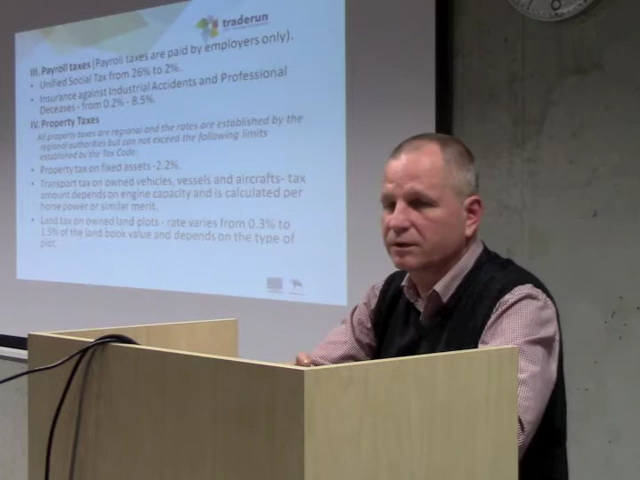 traderun
III. Payroll taxes (Payroll taxes are paid by employers only).
• Unified Social Tax from 26% to 2%.
• Insurance against Industrial Accidents and Professional
Deceases - from 0.2% - 8.5%.
IV. Property Taxes
All property taxes are regional and the rates are established by the
regional authorities but can not exceed the following limits
established by the Tax Code:
• Property tax on fixed assets -2.2%.
• Transport tax on owned vehicles, vessels and aircrafts- tax
amount depends on engine capacity and is calculated per
horse power or similar merit.
• Land tax on owned land plots - rate varies from 0.3% to
1.5% of the land book value and depends on the type of
plot.